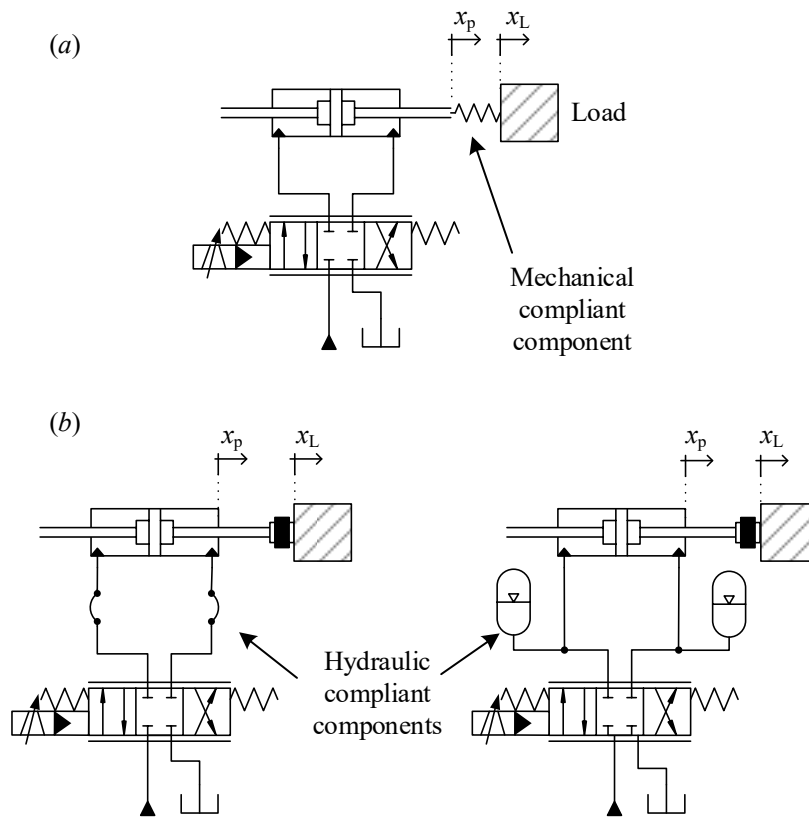 (a)
xp
xL
Load
Mechanical
compliant
component
(b)
xp
xL
xp
xL
Hydraulic
compliant
components